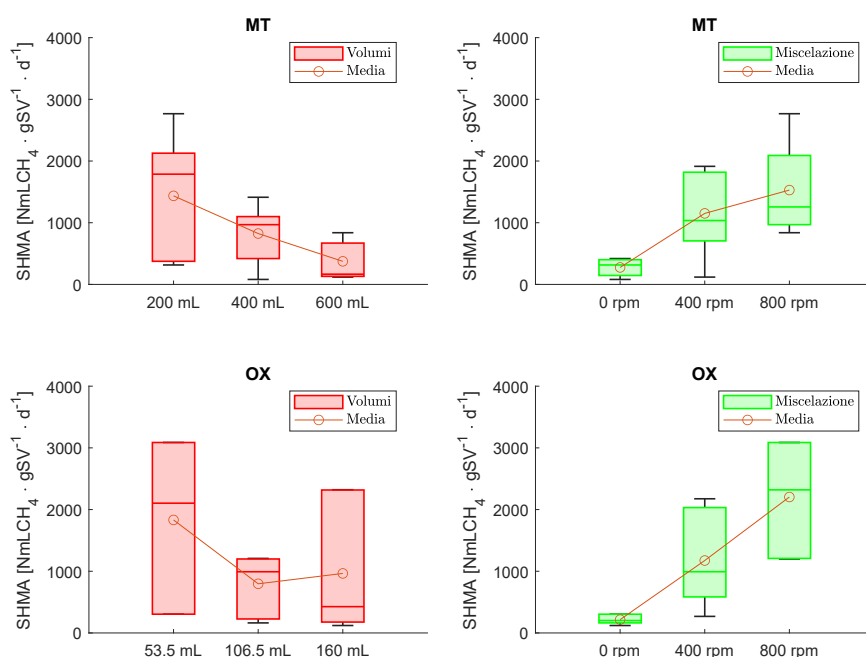 MT
4000
3000
2000
1000
0
SHMA [NmLCH4 · gSV-1 · d-1]
Volumi
Media
200 mL
400 mL
600 mL
MT
4000
3000
2000
1000
0
SHMA [NmLCH4 · gSV-1 · d-1]
Miscelazione
Media
0 rpm
400 rpm
800 rpm
OX
4000
3000
2000
1000
0
SHMA [NmLCH4 · gSV-1 · d-1]
Volumi
Media
53.5 mL
106.5 mL
160 mL
OX
4000
3000
2000
1000
0
SHMA [NmLCH4 · gSV-1 · d-1]
Miscelazione
Media
0 rpm
400 rpm
800 rpm